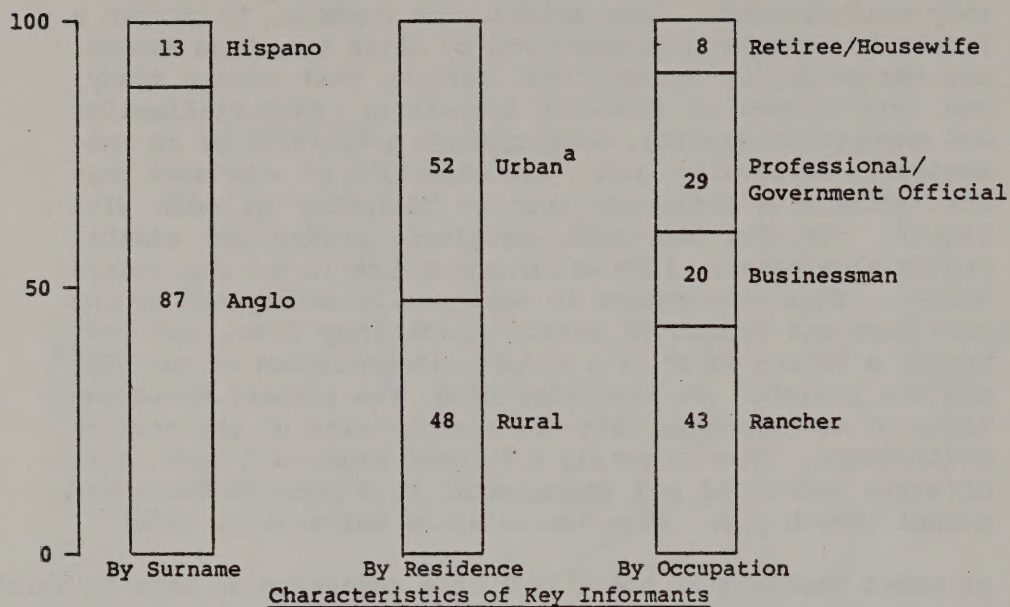 100
13 Hispano
8 Retiree/Housewife
52 Urban^a
29 Professional/
Government Official
50
87 Anglo
20 Businessman
48 Rural
43 Rancher
0
By Surname
By Residence
By Occupation
Characteristics of Key Informants